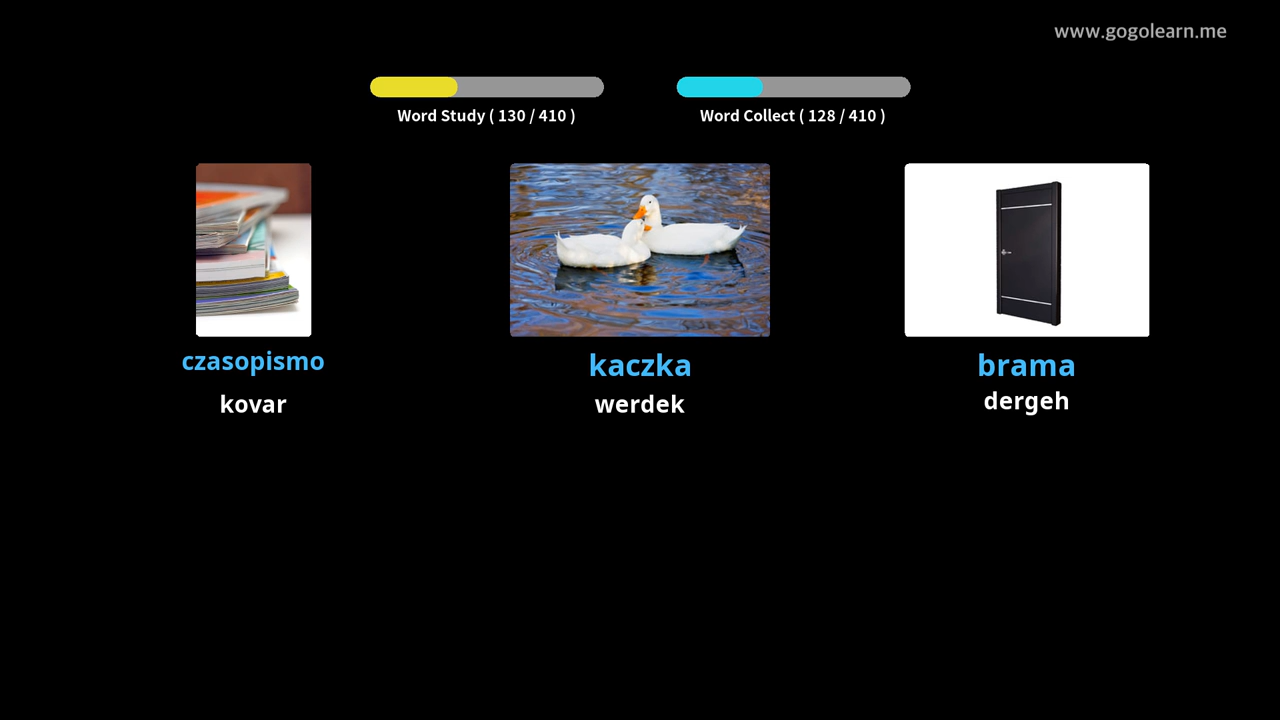 www.gogolearn.me
Word Study ( 130 / 410 )
Word Collect ( 128 / 410 )
czasopismo
kovar
kaczka
werdek
brama
dergeh